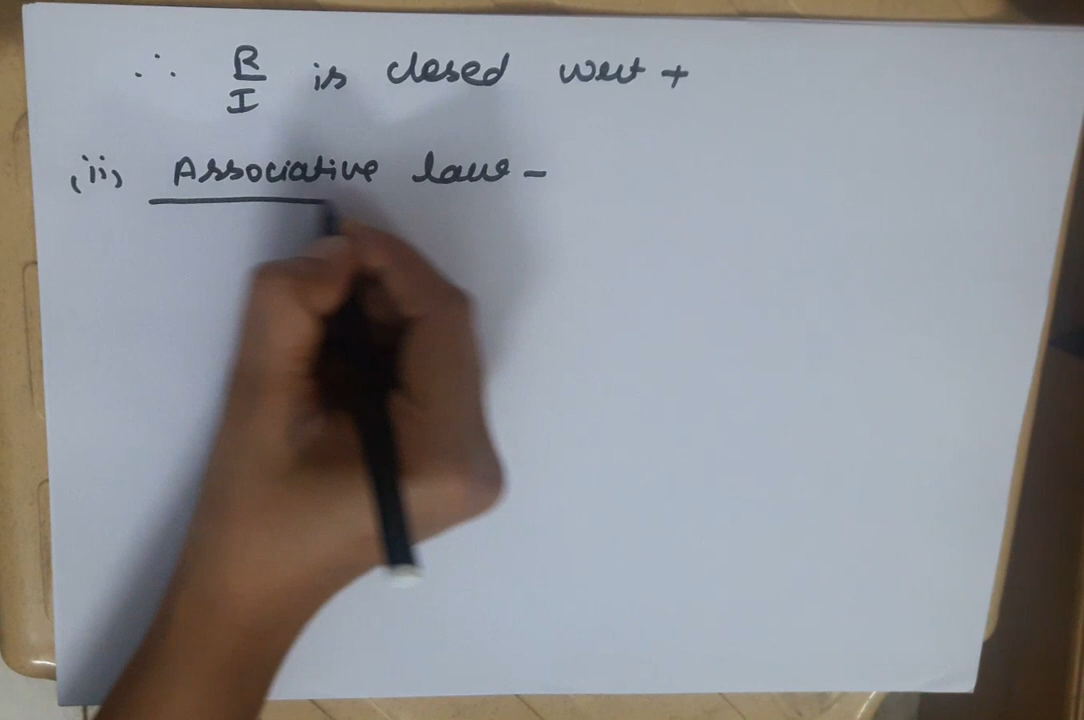 ∴ R/I is closed wrt +
(ii) Associative law -